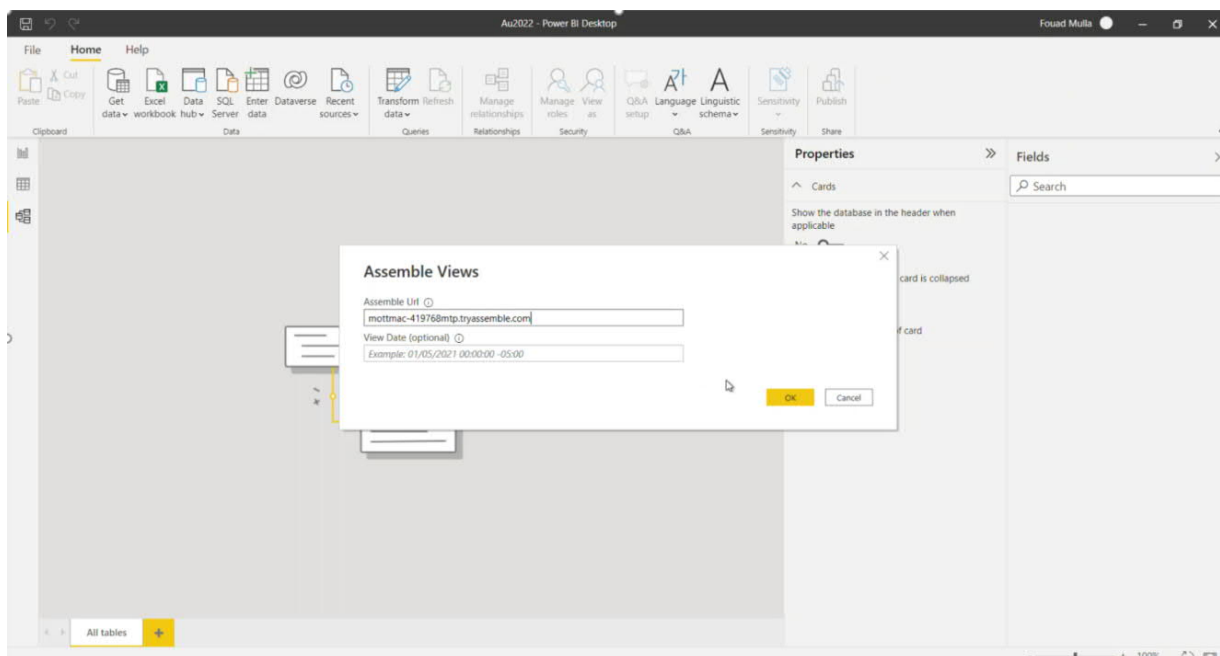 Au2022 - Power BI Desktop
Fouad Mulla
File Home Help
Paste
Cut
Copy
Get data
Excel workbook
Data hub
SQL Server
Enter data
Dataverse
Recent sources
Transform data
Refresh
Manage relationships
Manage roles
View as
Q&A setup
Language
Linguistic schema
Sensitivity
Publish
Clipboard
Data
Queries
Relationships
Security
Q&A
Sensitivity
Share
Properties
Fields
Cards
Search
Show the database in the header when
applicable
No
card is collapsed
of card
Assemble Views
Assemble Url
mottmac-419768mtp.tryassemble.com
View Date (optional)
Example: 01/05/2021 00:00:00 -05:00
OK
Cancel
All tables
100%